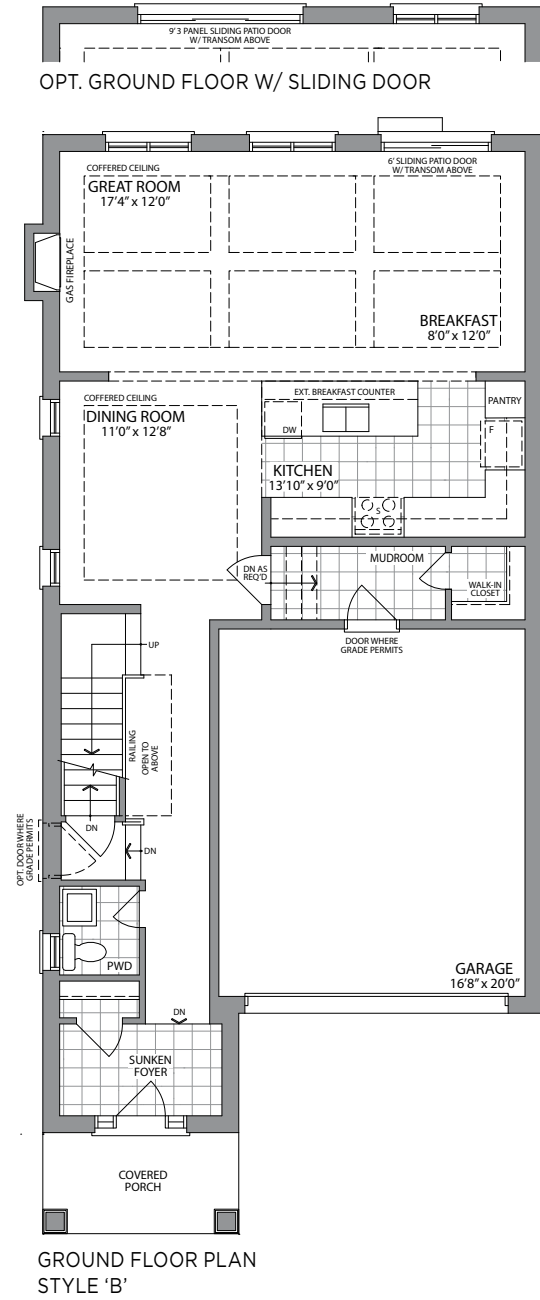 9' 3 PANEL SLIDING PATIO DOOR
W/ TRANSOM ABOVE
OPT. GROUND FLOOR W/ SLIDING DOOR
COFFERED CEILING
GREAT ROOM
17'4" x 12'0"
6' SLIDING PATIO DOOR
W/ TRANSOM ABOVE
GAS FIREPLACE
BREAKFAST
8'0" x 12'0"
COFFERED CEILING
DINING ROOM
11'0" x 12'8"
EXT. BREAKFAST COUNTER
PANTRY
DW
F
KITCHEN
13'10" x 9'0"
S
MUDROOM
DN AS
REQ'D
WALK-IN
CLOSET
DOOR WHERE
GRADE PERMITS
UP
RAILING
OPEN TO
ABOVE
DN
DN
OPT. DOOR WHERE
GRADE PERMITS
PWD
GARAGE
16'8" x 20'0"
DN
SUNKEN
FOYER
COVERED
PORCH
GROUND FLOOR PLAN
STYLE ‘B’